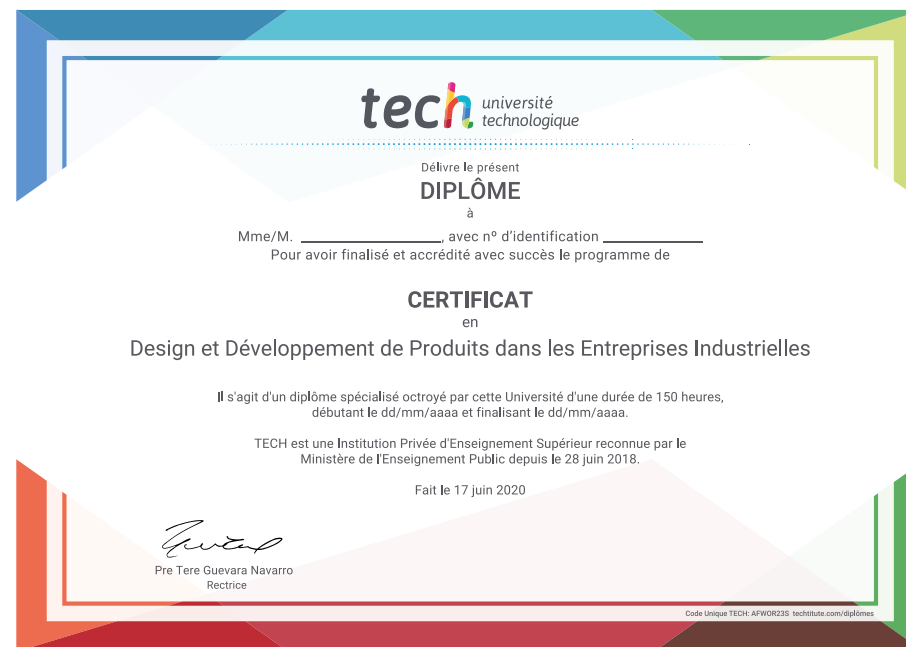 tech université
technologique
Délivre le présent
DIPLÔME
à
Mme/M. ____________________, avec nº d'identification ______________
Pour avoir finalisé et accrédité avec succès le programme de
CERTIFICAT
en
Design et Développement de Produits dans les Entreprises Industrielles
Il s'agit d'un diplôme spécialisé octroyé par cette Université d'une durée de 150 heures,
débutant le dd/mm/aaaa et finalisant le dd/mm/aaaa.
TECH est une Institution Privée d'Enseignement Supérieur reconnue par le
Ministère de l'Enseignement Public depuis le 28 juin 2018.
Fait le 17 juin 2020
Pre Tere Guevara Navarro
Rectrice
Code Unique TECH: AFWOR23S techtitute.com/diplômes